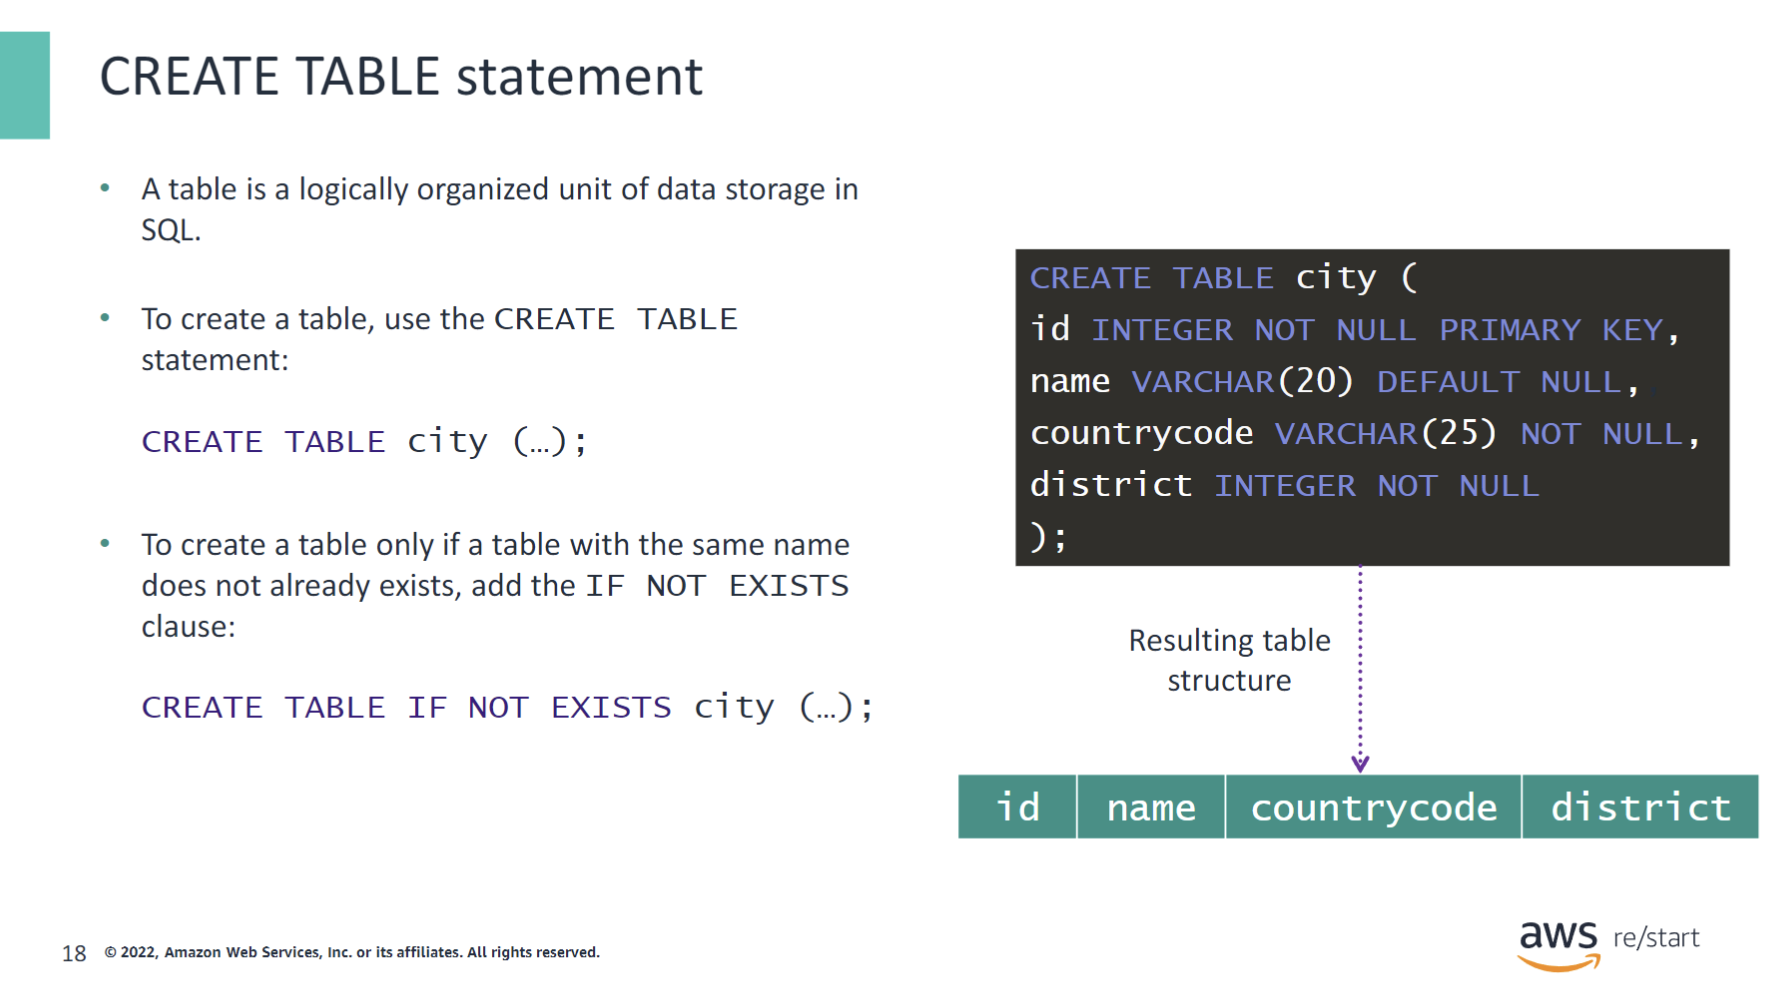 CREATE TABLE statement
• A table is a logically organized unit of data storage in
SQL.
• To create a table, use the CREATE TABLE
statement:
CREATE TABLE city (…);
• To create a table only if a table with the same name
does not already exists, add the IF NOT EXISTS
clause:
CREATE TABLE IF NOT EXISTS city (…);
CREATE TABLE city (
id INTEGER NOT NULL PRIMARY KEY,
name VARCHAR(20) DEFAULT NULL,
countrycode VARCHAR(25) NOT NULL,
district INTEGER NOT NULL
);
Resulting table
structure
id name countrycode district
18 © 2022, Amazon Web Services, Inc. or its affiliates. All rights reserved.
aws re/start